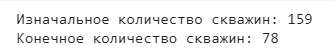 Изначальное количество скважин: 159
Конечное количество скважин: 78